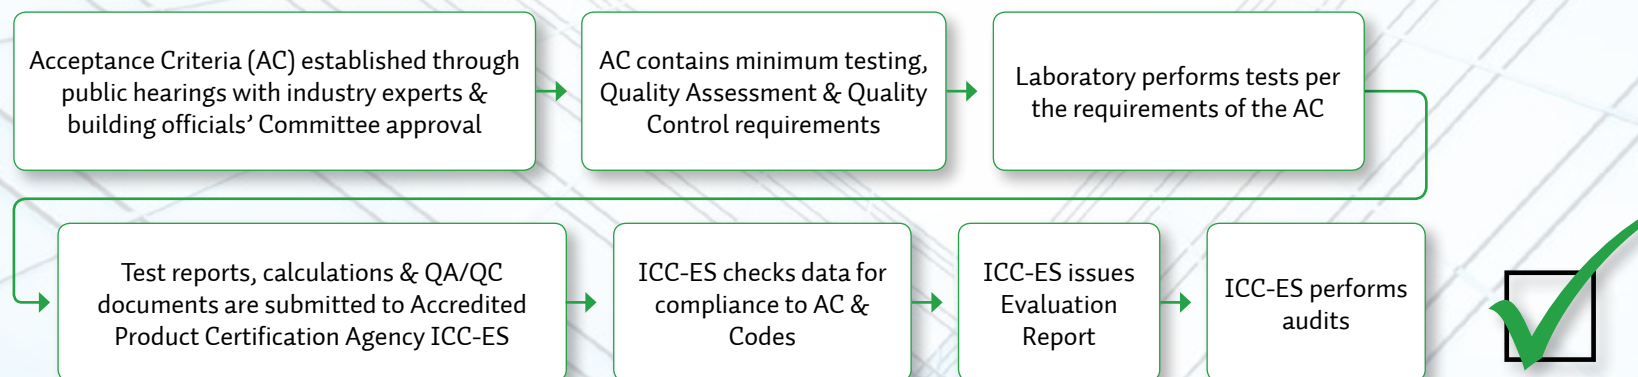 Acceptance Criteria (AC) established through
public hearings with industry experts &
building officials’ Committee approval
AC contains minimum testing,
Quality Assessment & Quality
Control requirements
Laboratory performs tests per
the requirements of the AC
Test reports, calculations & QA/QC
documents are submitted to Accredited
Product Certification Agency ICC-ES
ICC-ES checks data for
compliance to AC &
Codes
ICC-ES issues
Evaluation
Report
ICC-ES performs
audits